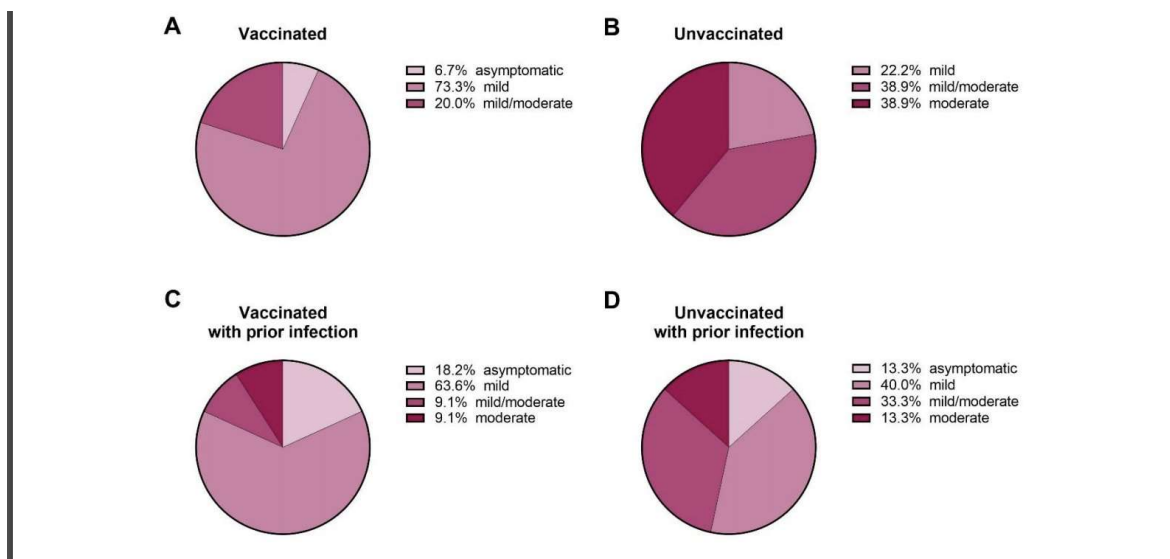 A
Vaccinated
6.7% asymptomatic
73.3% mild
20.0% mild/moderate
B
Unvaccinated
22.2% mild
38.9% mild/moderate
38.9% moderate
C
Vaccinated
with prior infection
18.2% asymptomatic
63.6% mild
9.1% mild/moderate
9.1% moderate
D
Unvaccinated
with prior infection
13.3% asymptomatic
40.0% mild
33.3% mild/moderate
13.3% moderate